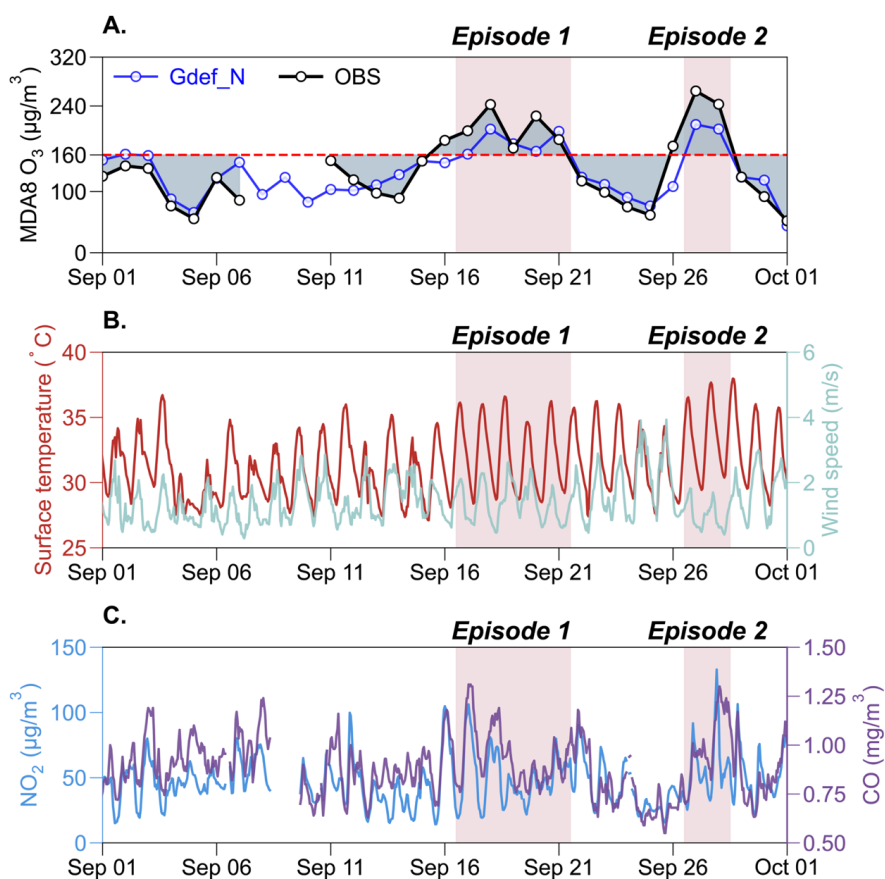 A.
Episode 1 Episode 2
320
240
160
100
0
MDA8 O3 (μg/m3)
Gdef_N OBS
Sep 01 Sep 06 Sep 11 Sep 16 Sep 21 Sep 26 Oct 01
B.
Episode 1 Episode 2
40
35
30
25
Surface temperature (°C)
6
4
2
0
Wind speed (m/s)
Sep 01 Sep 06 Sep 11 Sep 16 Sep 21 Sep 26 Oct 01
C.
Episode 1 Episode 2
150
100
50
0
NO2 (μg/m3)
1.50
1.25
1.00
0.75
0.50
CO (mg/m3)
Sep 01 Sep 06 Sep 11 Sep 16 Sep 21 Sep 26 Oct 01